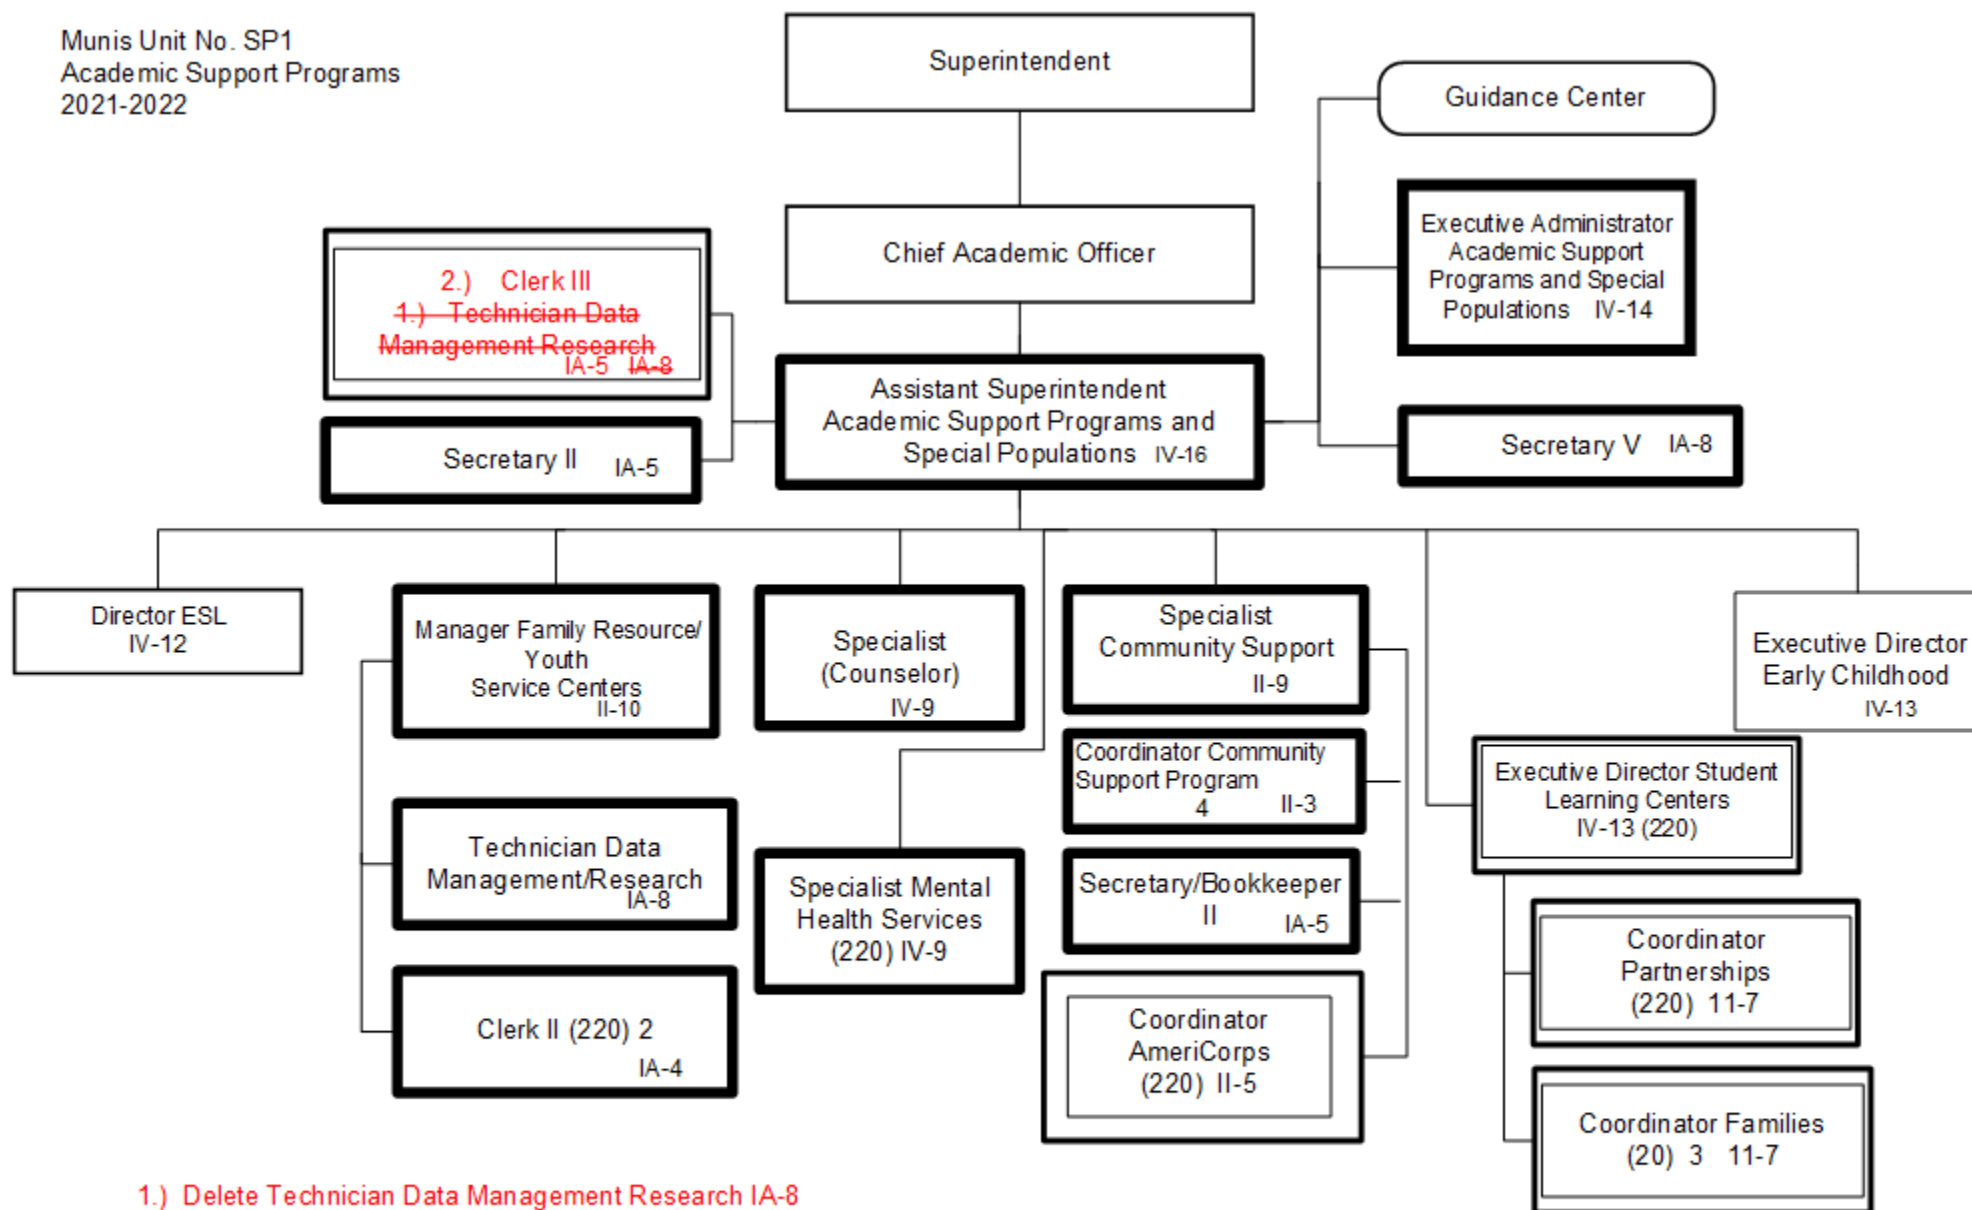 Munis Unit No. SP1
Academic Support Programs
2021-2022
Superintendent
Guidance Center
Executive Administrator
Academic Support
Programs and Special
Populations IV-14
Chief Academic Officer
2.) Clerk III
1.) Technician Data
Management Research
IA-5 IA-8
Assistant Superintendent
Academic Support Programs and
Special Populations IV-16
Secretary II IA-5
Secretary V IA-8
Director ESL
IV-12
Manager Family Resource/
Youth
Service Centers
II-10
Specialist
(Counselor)
IV-9
Specialist
Community Support
II-9
Executive Director
Early Childhood
IV-13
Coordinator Community
Support Program
4 II-3
Executive Director Student
Learning Centers
IV-13 (220)
Technician Data
Management/Research
IA-8
Specialist Mental
Health Services
(220) IV-9
Secretary/Bookkeeper
II IA-5
Coordinator
Partnerships
(220) 11-7
Clerk II (220) 2
IA-4
Coordinator
AmeriCorps
(220) II-5
Coordinator Families
(20) 3 11-7
1.) Delete Technician Data Management Research IA-8